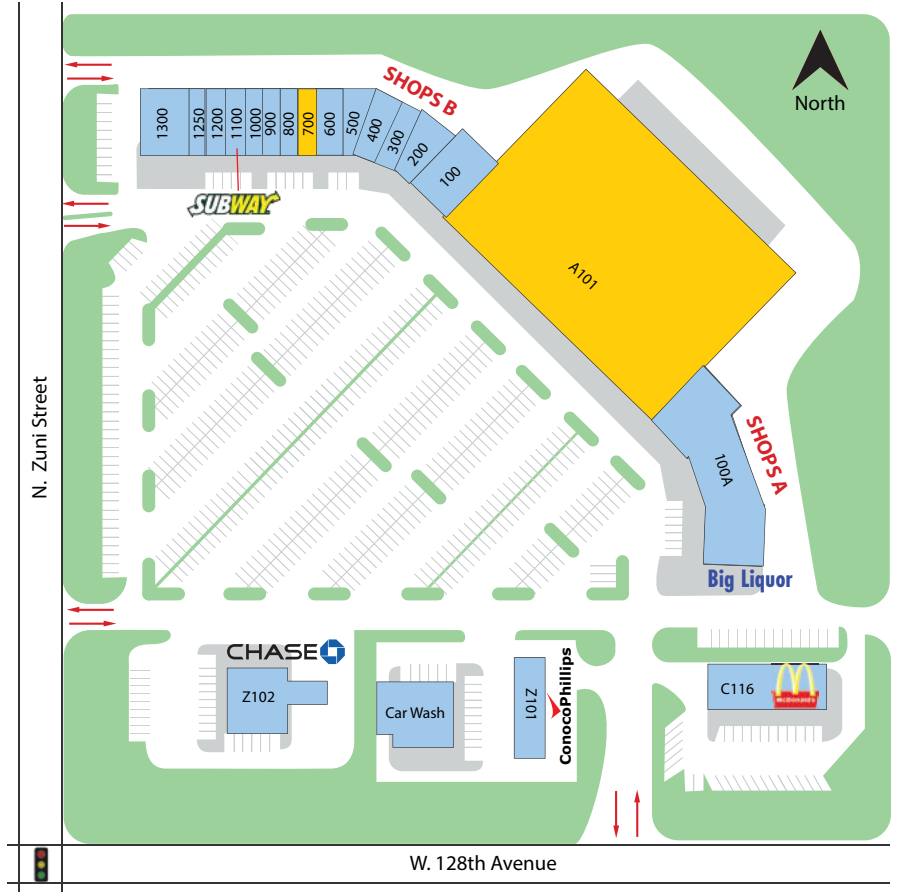 North
SHOPS B
1300
1250
1200
1100
1000
900
800
700
600
500
400
300
200
100
SUBWAY
A101
SHOPS A
100A
Big Liquor
N. Zuni Street
CHASE
Z102
Car Wash
Z101
ConocoPhillips
C116
McDonald's
W. 128th Avenue